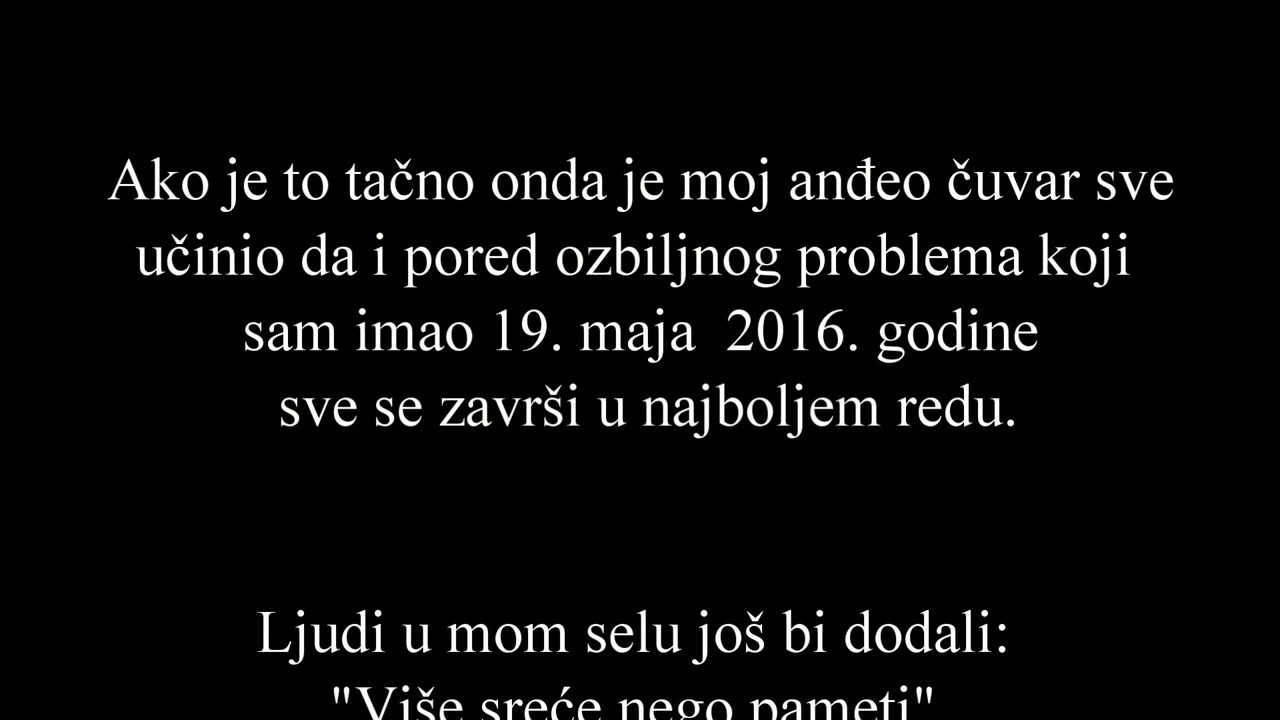 Ako je to tačno onda je moj anđeo čuvar sve
učinio da i pored ozbiljnog problema koji
sam imao 19. maja  2016. godine
sve se završi u najboljem redu.
Ljudi u mom selu još bi dodali:
"Više sreće nego pameti"